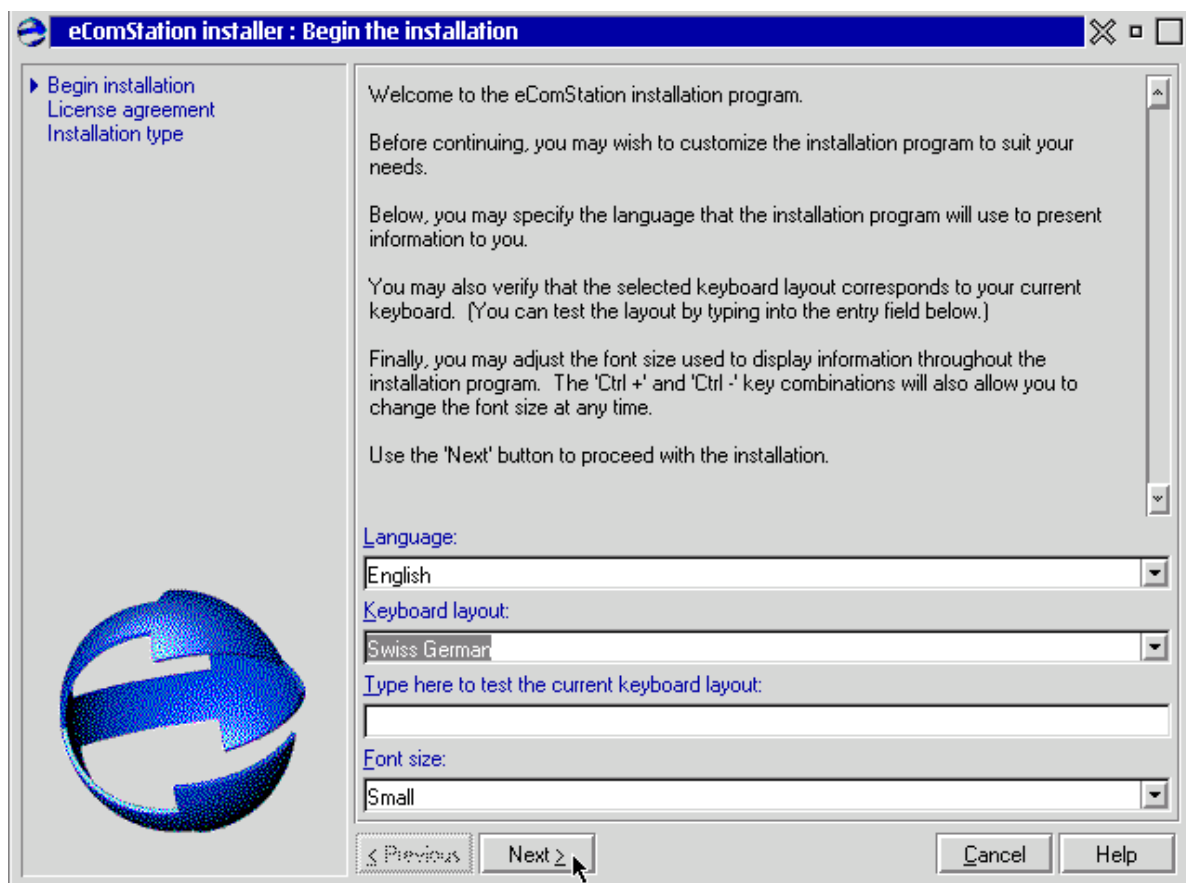 eComStation installer : Begin the installation
Begin installation
License agreement
Installation type
Welcome to the eComStation installation program.
Before continuing, you may wish to customize the installation program to suit your
needs.
Below, you may specify the language that the installation program will use to present
information to you.
You may also verify that the selected keyboard layout corresponds to your current
keyboard.  (You can test the layout by typing into the entry field below.)
Finally, you may adjust the font size used to display information throughout the
installation program.  The 'Ctrl +' and 'Ctrl -' key combinations will also allow you to
change the font size at any time.
Use the 'Next' button to proceed with the installation.
Language:
English
Keyboard layout:
Swiss German
Type here to test the current keyboard layout:
Font size:
Small
< Previous
Next >
Cancel
Help